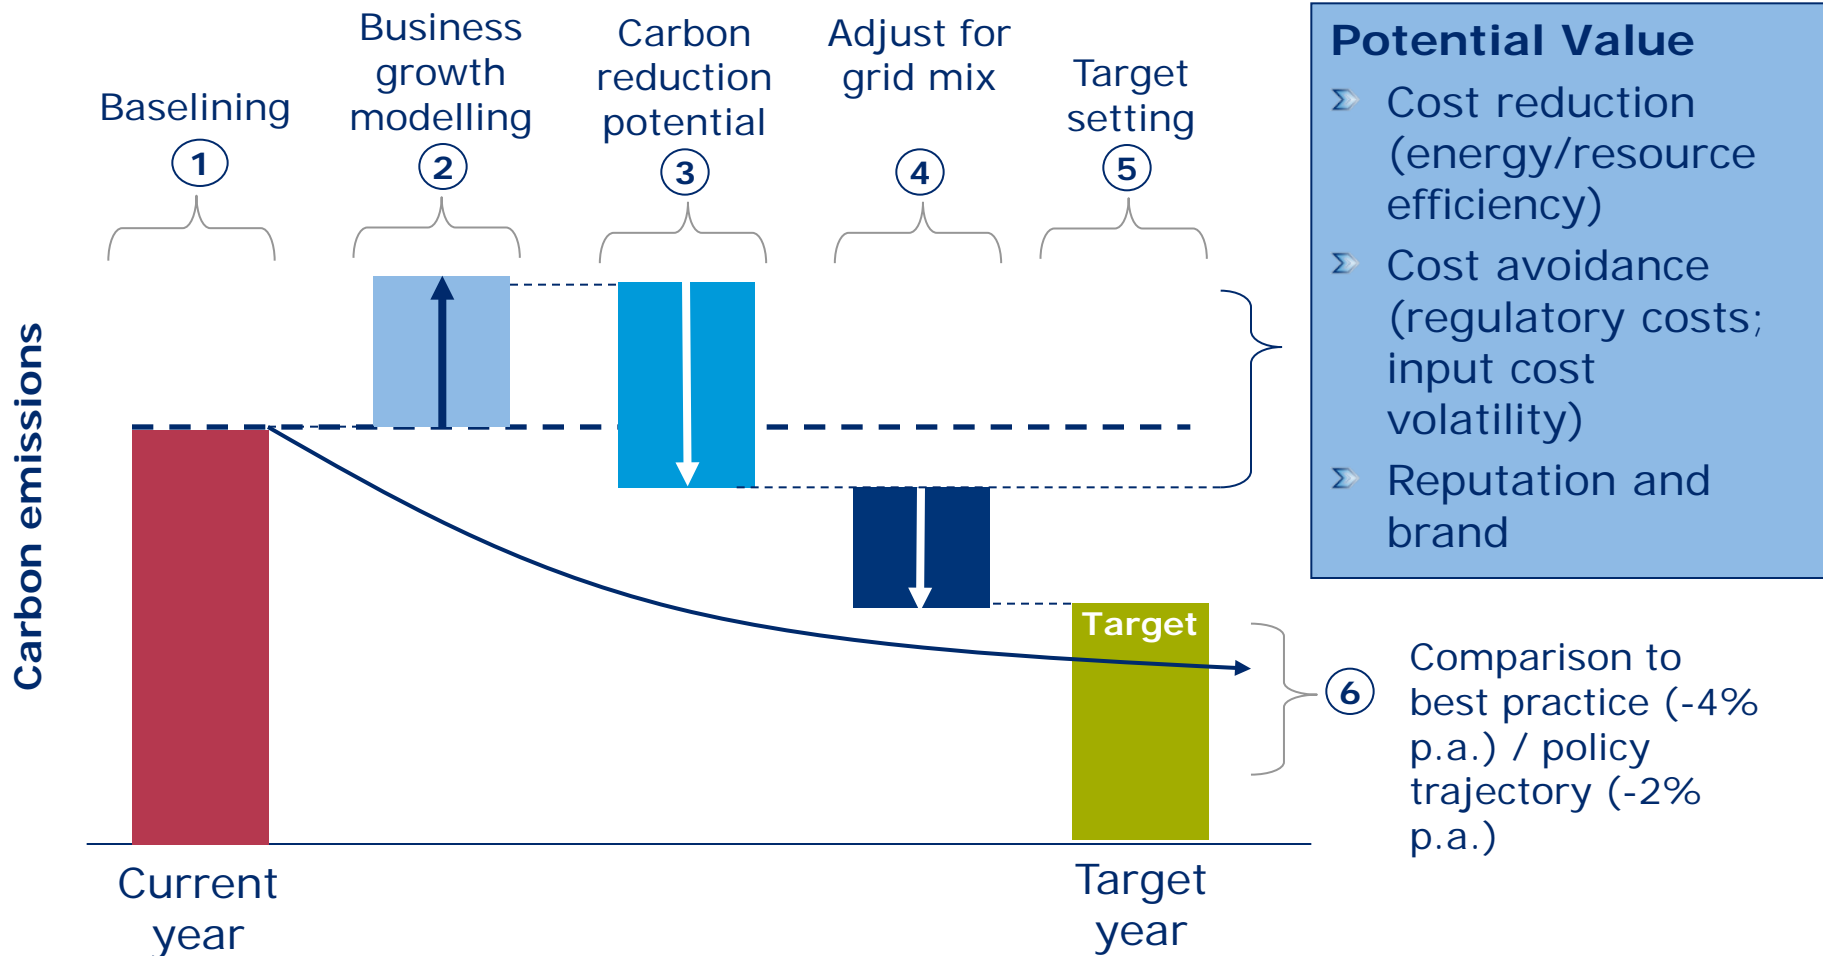 Baselining
1
Business
growth
modelling
2
Carbon
reduction
potential
3
Adjust for
grid mix
4
Target
setting
5
Potential Value
Cost reduction
(energy/resource
efficiency)
Cost avoidance
(regulatory costs;
input cost
volatility)
Reputation and
brand
Carbon emissions
Target
6
Comparison to
best practice (-4%
p.a.) / policy
trajectory (-2%
p.a.)
Current
year
Target
year